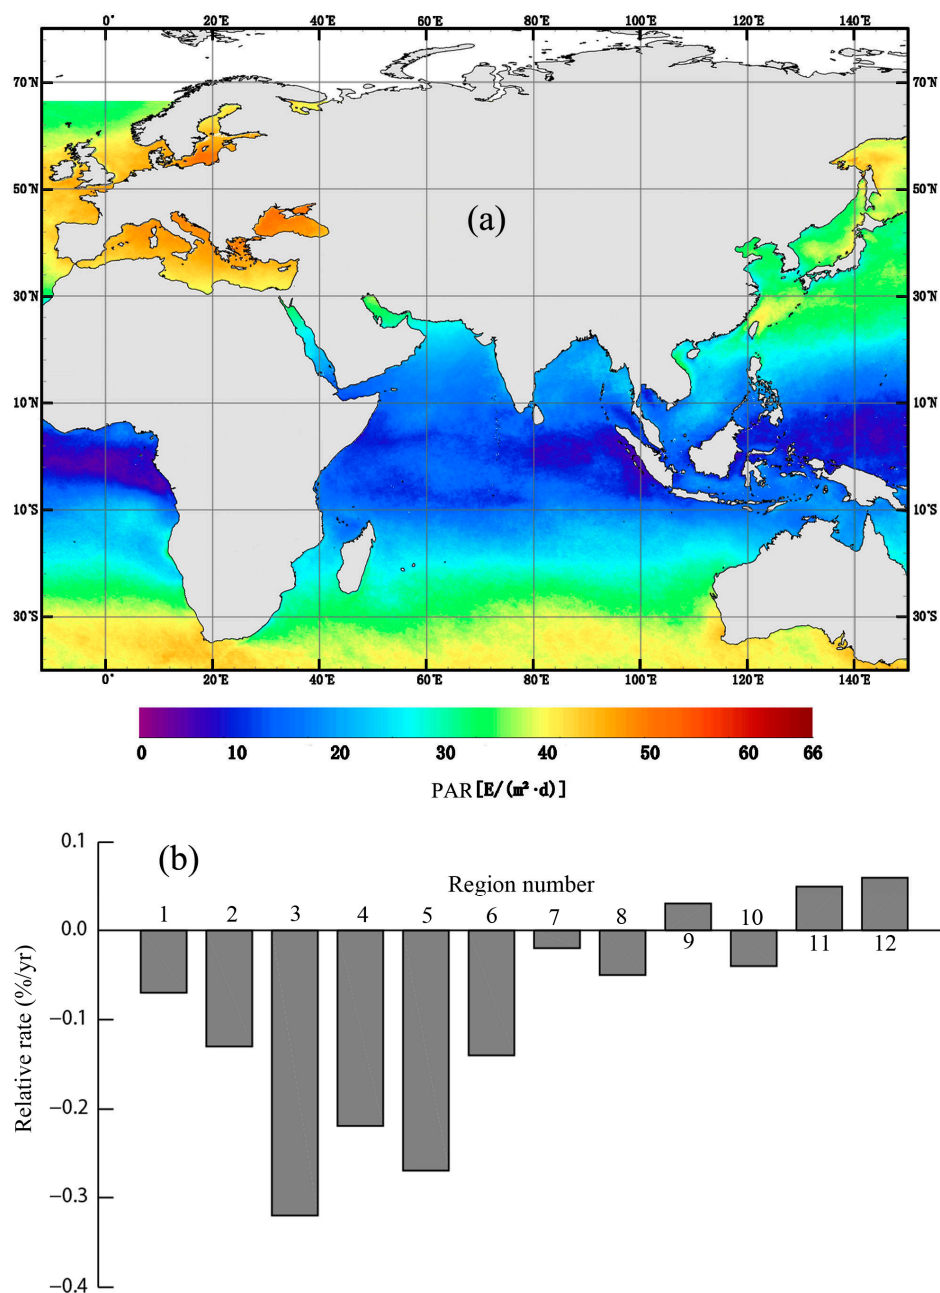 0° 20°E 40°E 60°E 80°E 100°E 120°E 140°E
70°N 70°N
50°N 50°N
(a)
30°N 30°N
10°N 10°N
10°S 10°S
30°S 30°S
0° 20°E 40°E 60°E 80°E 100°E 120°E 140°E
0 10 20 30 40 50 60 66
PAR [E/(m²·d)]
0.1
(b)
Region number
1 2 3 4 5 6 7 8 10
0.0
9 11 12
−0.1
Relative rate (%/yr)
−0.2
−0.3
−0.4